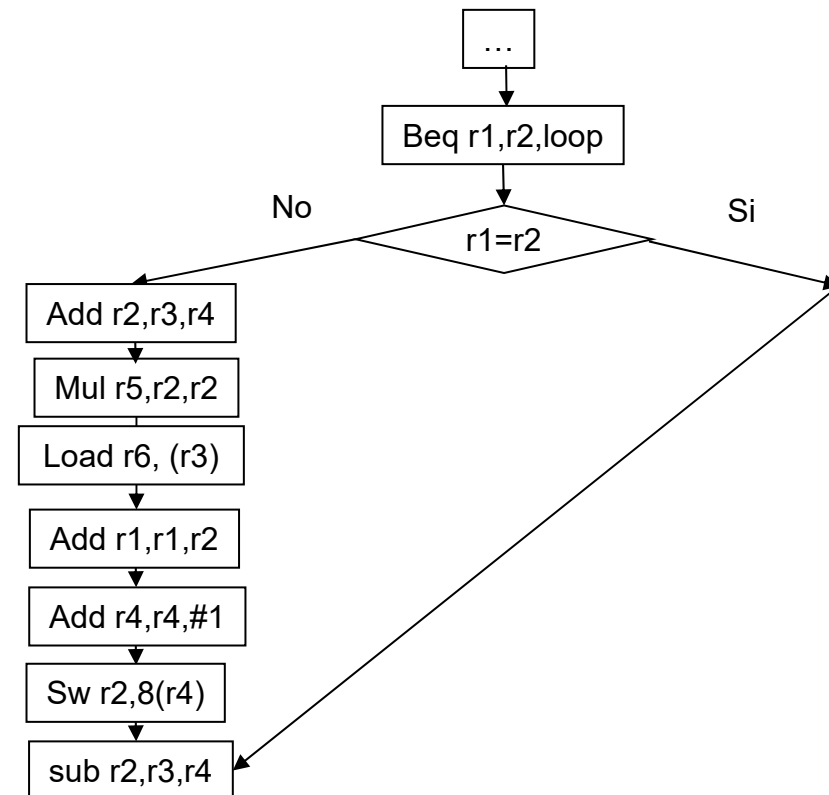 …
Beq r1,r2,loop
No
Si
r1=r2
Add r2,r3,r4
Mul r5,r2,r2
Load r6, (r3)
Add r1,r1,r2
Add r4,r4,#1
Sw r2,8(r4)
sub r2,r3,r4